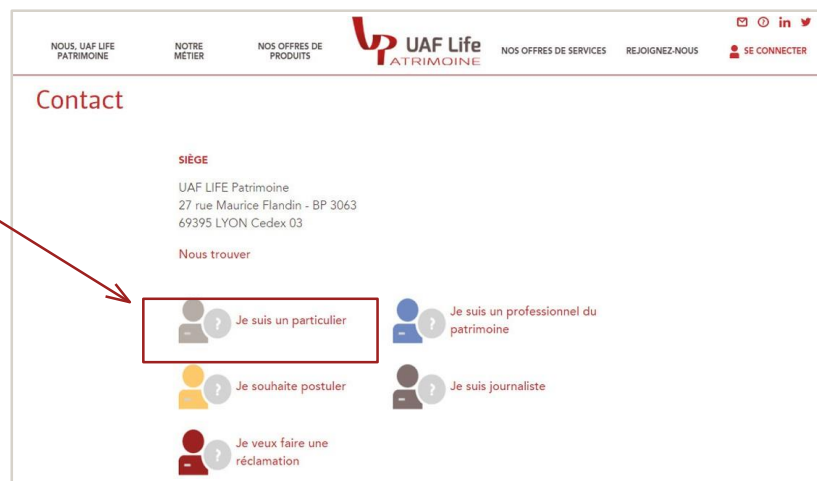 NOUS, UAF LIFE PATRIMOINE
NOTRE MÉTIER
NOS OFFRES DE PRODUITS
UAF Life
PATRIMOINE
NOS OFFRES DE SERVICES
REJOIGNEZ-NOUS
in
SE CONNECTER
Contact
SIÈGE
UAF LIFE Patrimoine
27 rue Maurice Flandin - BP 3063
69395 LYON Cedex 03
Nous trouver
? Je suis un particulier
? Je suis un professionnel du
patrimoine
? Je souhaite postuler
? Je suis journaliste
? Je veux faire une
réclamation